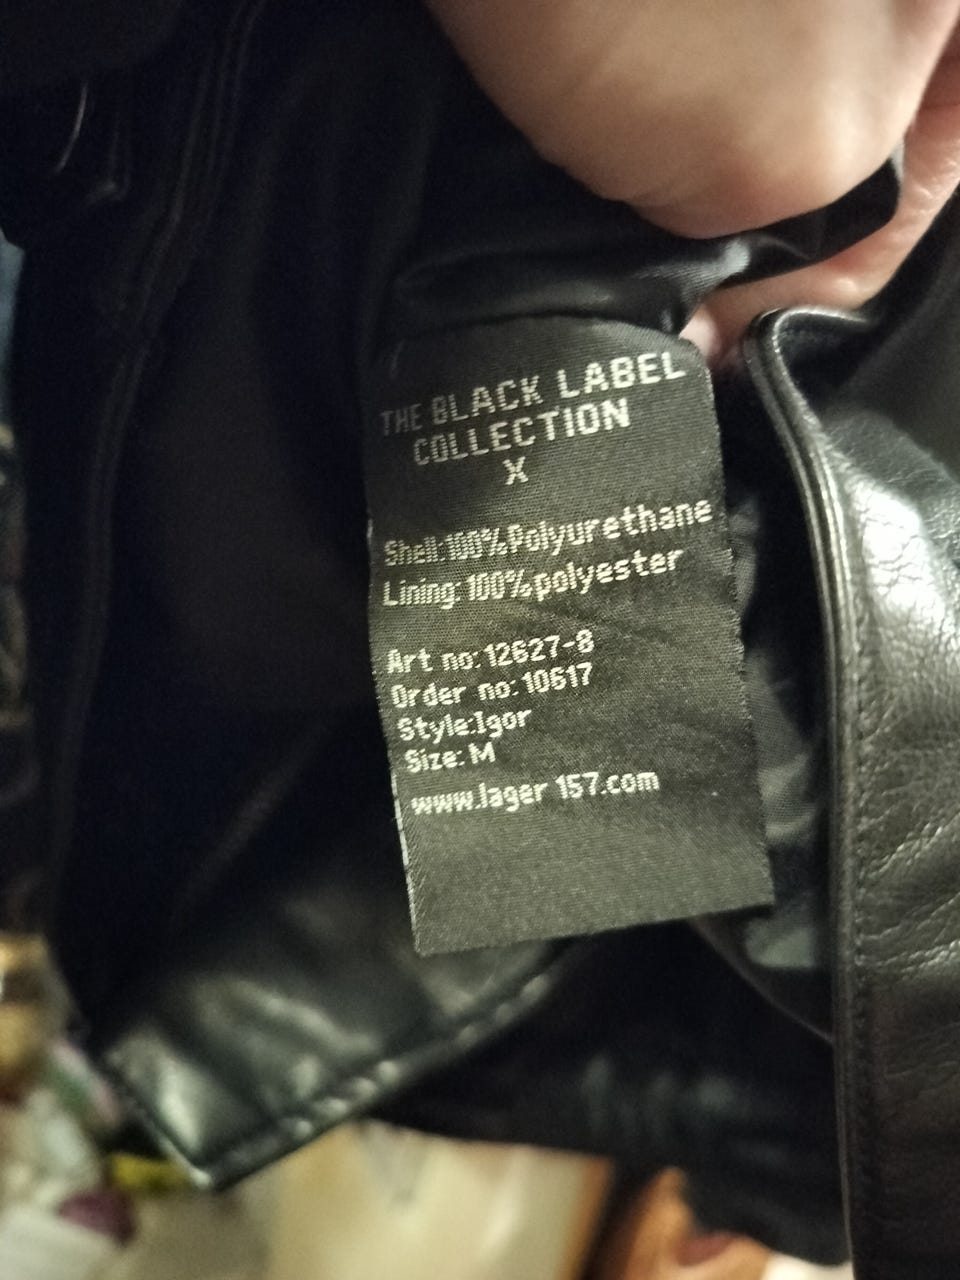 THE BLACK LABEL
COLLECTION
X
Shell:100%Polyurethane
Lining:100%polyester
Art no:12627-8
Order no:10617
Style:Igor
Size:M
www.lager 157.com